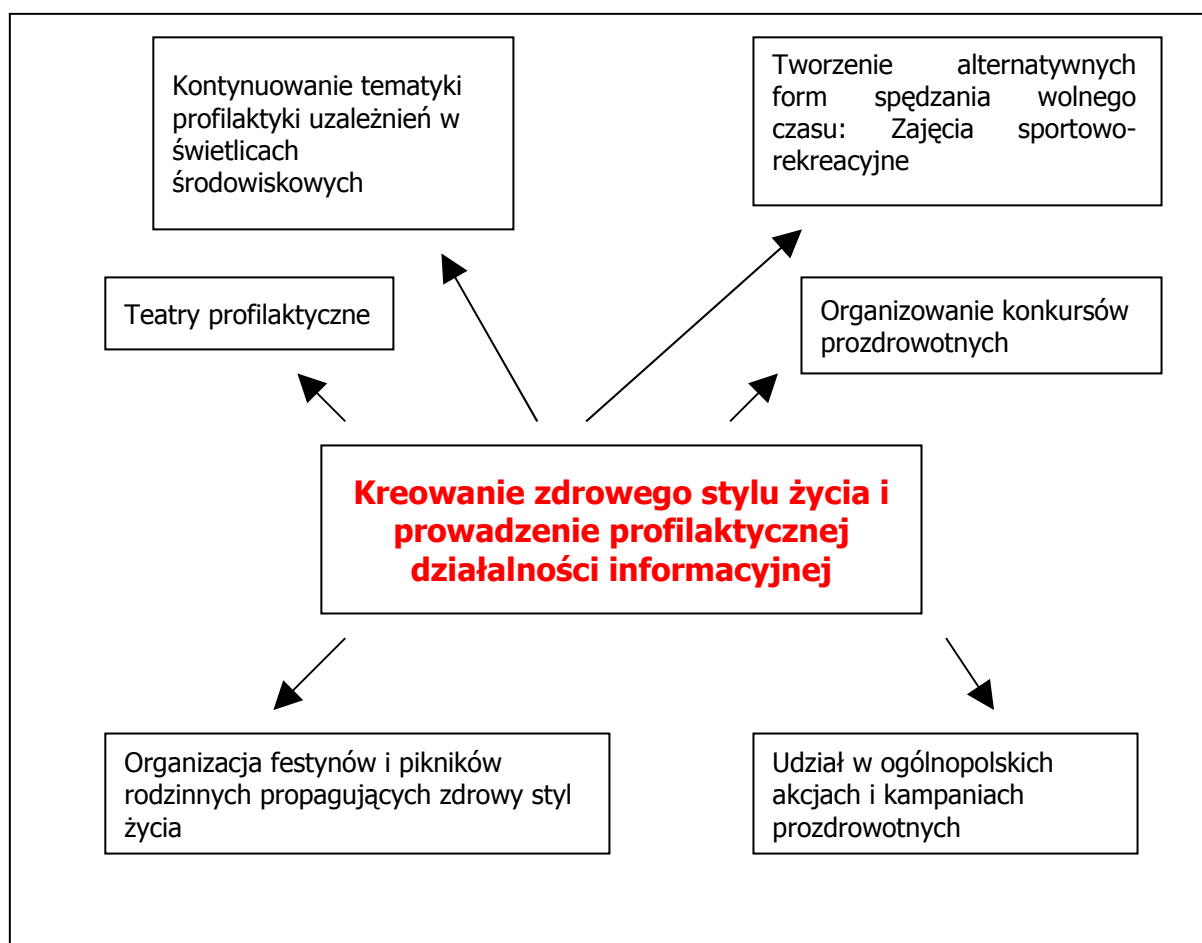 Kontynuowanie tematyki
profilaktyki uzależnień w
świetlicach
środowiskowych
Tworzenie alternatywnych
form spędzania wolnego
czasu: Zajęcia sportowo-
rekreacyjne
Teatry profilaktyczne
Organizowanie konkursów
prozdrowotnych
Kreowanie zdrowego stylu życia i
prowadzenie profilaktycznej
działalności informacyjnej
Organizacja festynów i pikników
rodzinnych propagujących zdrowy styl
życia
Udział w ogólnopolskich
akcjach i kampaniach
prozdrowotnych